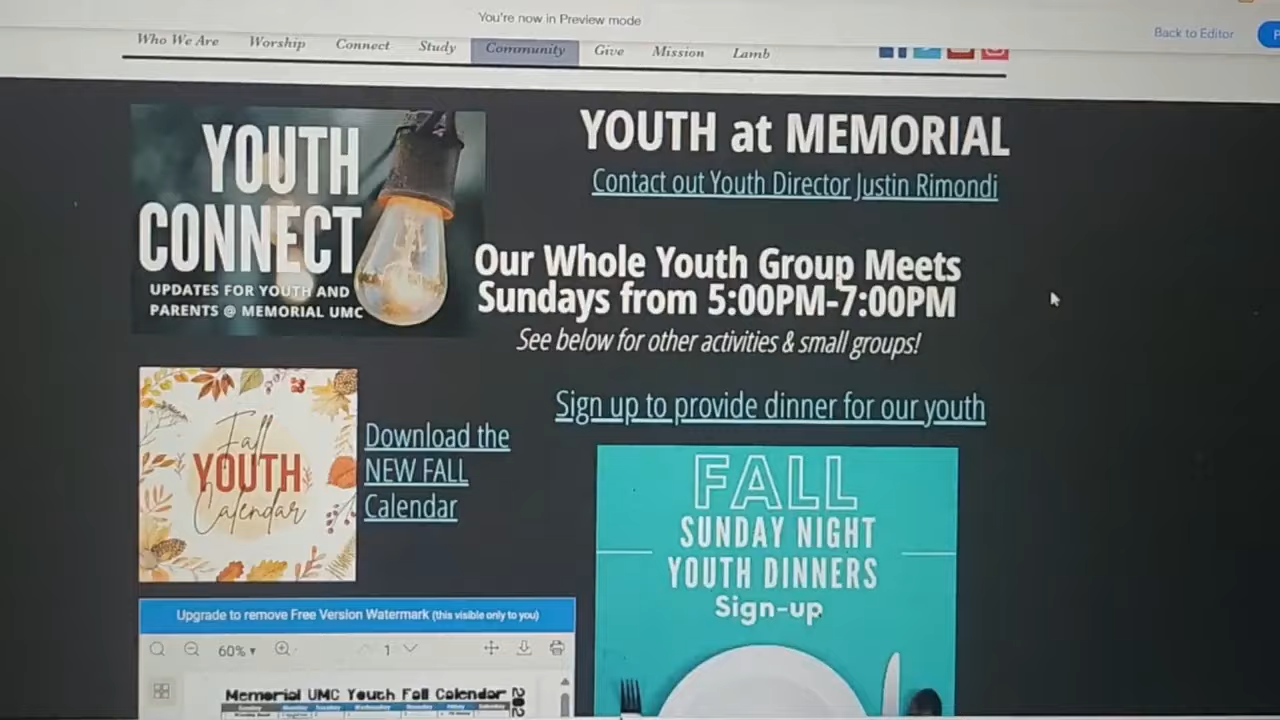 You're now in Preview mode
Back to Editor
Who We Are Worship Connect Study Community Give Mission Lamb
YOUTH
CONNECT
UPDATES FOR YOUTH AND
PARENTS @ MEMORIAL UMC
YOUTH at MEMORIAL
Contact out Youth Director Justin Rimondi
Our Whole Youth Group Meets
Sundays from 5:00PM-7:00PM
See below for other activities & small groups!
Fall
YOUTH
Calendar
Download the
NEW FALL
Calendar
Sign up to provide dinner for our youth
FALL
SUNDAY NIGHT
YOUTH DINNERS
Sign-up
Upgrade to remove Free Version Watermark (this visible only to you)
60% 1
Memorial UMC Youth Fall Calendar